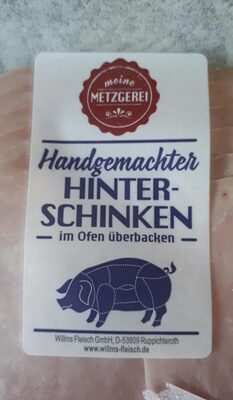 meine
METZGEREI
Handgemachter
HINTER-
SCHINKEN
im Ofen überbacken
Willms Fleisch GmbH, D-53809 Ruppichteroth
www.willms-fleisch.de